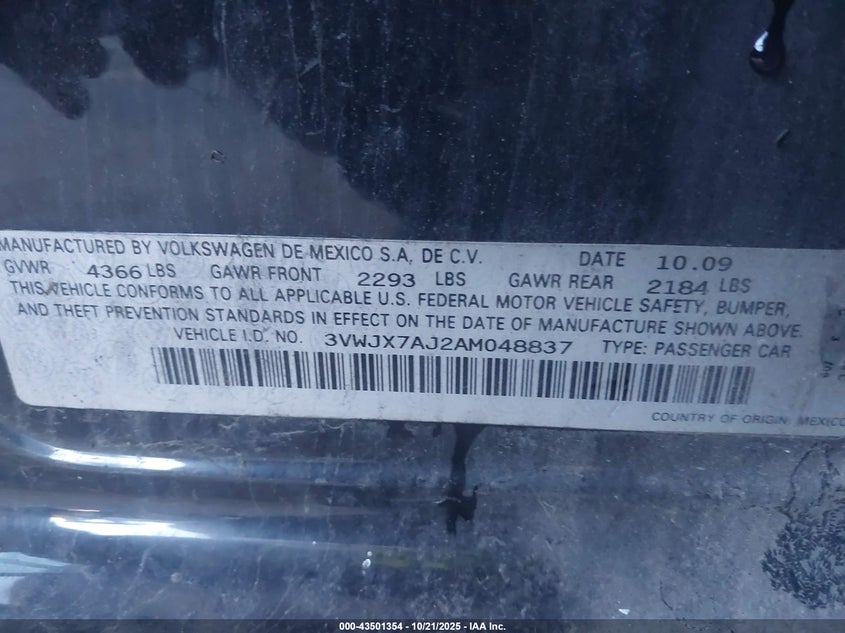 MANUFACTURED BY VOLKSWAGEN DE MEXICO S.A. DE C.V. DATE 10.09
GVWR 4366 LBS GAWR FRONT 2293 LBS GAWR REAR 2184 LBS
THIS VEHICLE CONFORMS TO ALL APPLICABLE U.S. FEDERAL MOTOR VEHICLE SAFETY, BUMPER,
AND THEFT PREVENTION STANDARDS IN EFFECT ON THE DATE OF MANUFACTURE SHOWN ABOVE.
VEHICLE I.D. NO. 3VWJX7AJ2AM048837 TYPE: PASSENGER CAR
COUNTRY OF ORIGIN: MEXICO
000-43501354 - 10/21/2025 - IAA Inc.